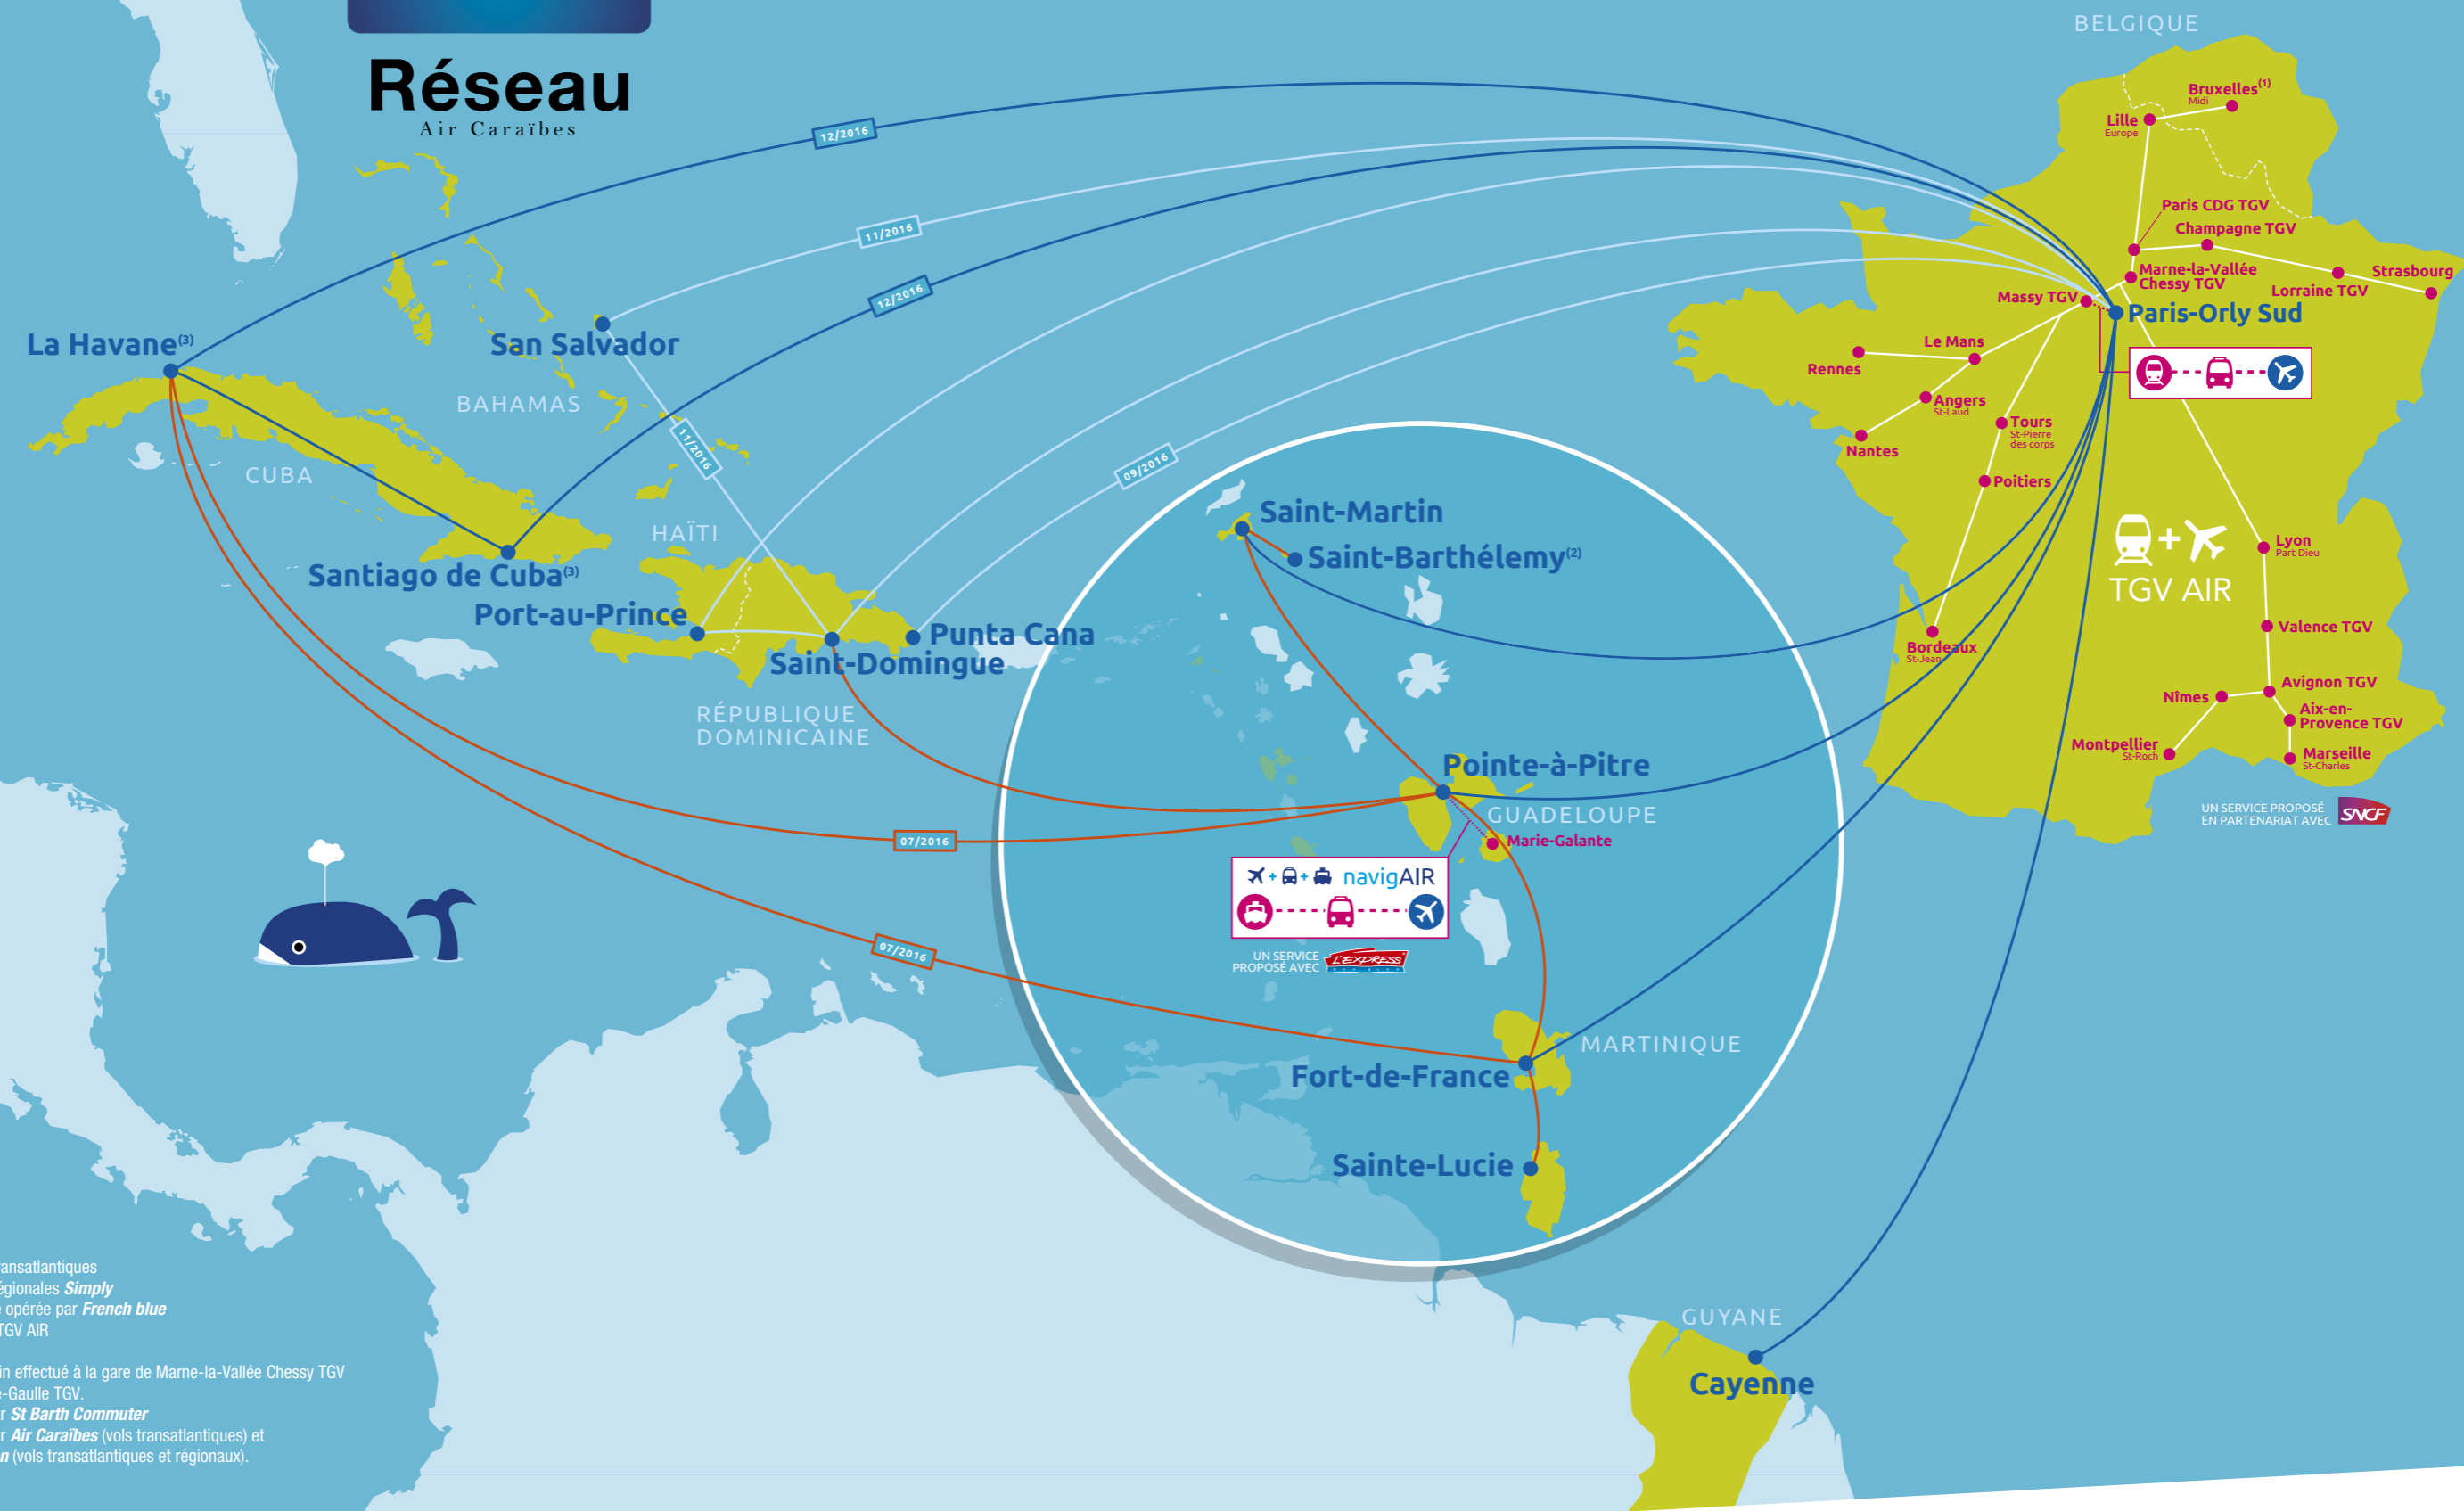 Réseau
Air Caraïbes
BELGIQUE
Bruxelles(1)
Midi
Lille
Europe
Paris CDG TGV
Champagne TGV
Marne-la-Vallée
Chessy TGV
Strasbourg
Lorraine TGV
Massy TGV
Paris-Orly Sud
Le Mans
Rennes
Angers
St-Laud
Nantes
Tours
St-Pierre
des corps
Poitiers
TGV AIR
Lyon
Part Dieu
Valence TGV
Bordeaux
St-Jean
Nîmes
Avignon TGV
Aix-en-
Provence TGV
Montpellier
St-Roch
Marseille
St-Charles
UN SERVICE PROPOSÉ
EN PARTENARIAT AVEC
SNCF
12/2016
11/2016
12/2016
11/2016
09/2016
La Havane(3)
San Salvador
BAHAMAS
CUBA
HAÏTI
Santiago de Cuba(3)
Port-au-Prince
Punta Cana
Saint-Domingue
RÉPUBLIQUE
DOMINICAINE
Saint-Martin
Saint-Barthélemy(2)
Pointe-à-Pitre
GUADELOUPE
Marie-Galante
07/2016
07/2016
+ + navigAIR
UN SERVICE
PROPOSÉ AVEC
L'EXPRESS
MARTINIQUE
Fort-de-France
Sainte-Lucie
GUYANE
Cayenne
ansatlantiques
égionales Simply
e opérée par French blue
TGV AIR
in effectué à la gare de Marne-la-Vallée Chessy TGV
e-Gaulle TGV.
r St Barth Commuter
r Air Caraïbes (vols transatlantiques) et
n (vols transatlantiques et régionaux).